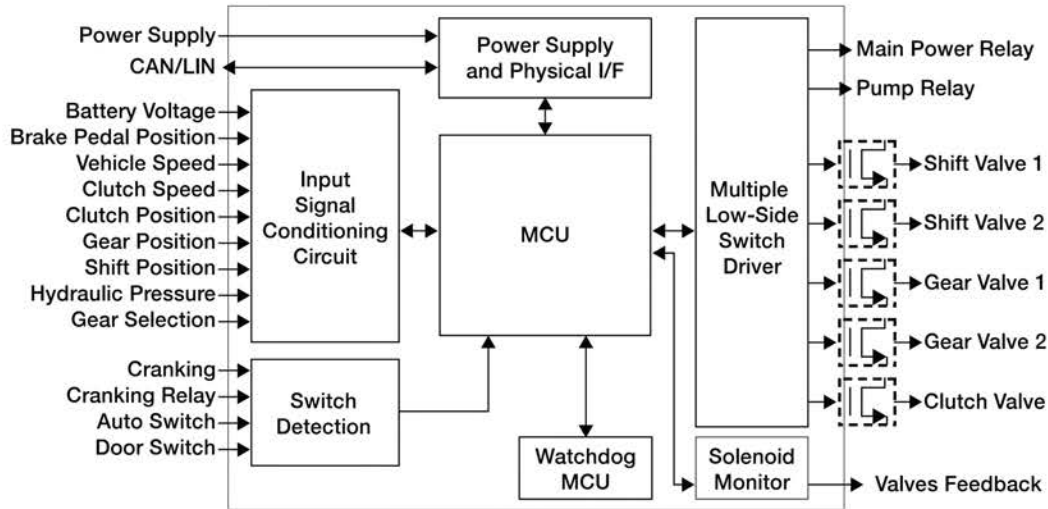 Power Supply
CAN/LIN
Battery Voltage
Brake Pedal Position
Vehicle Speed
Clutch Speed
Clutch Position
Gear Position
Shift Position
Hydraulic Pressure
Gear Selection
Cranking
Cranking Relay
Auto Switch
Door Switch
Power Supply
and Physical I/F
Input
Signal
Conditioning
Circuit
Switch
Detection
MCU
Watchdog
MCU
Multiple
Low-Side
Switch
Driver
Solenoid
Monitor
Main Power Relay
Pump Relay
Shift Valve 1
Shift Valve 2
Gear Valve 1
Gear Valve 2
Clutch Valve
Valves Feedback